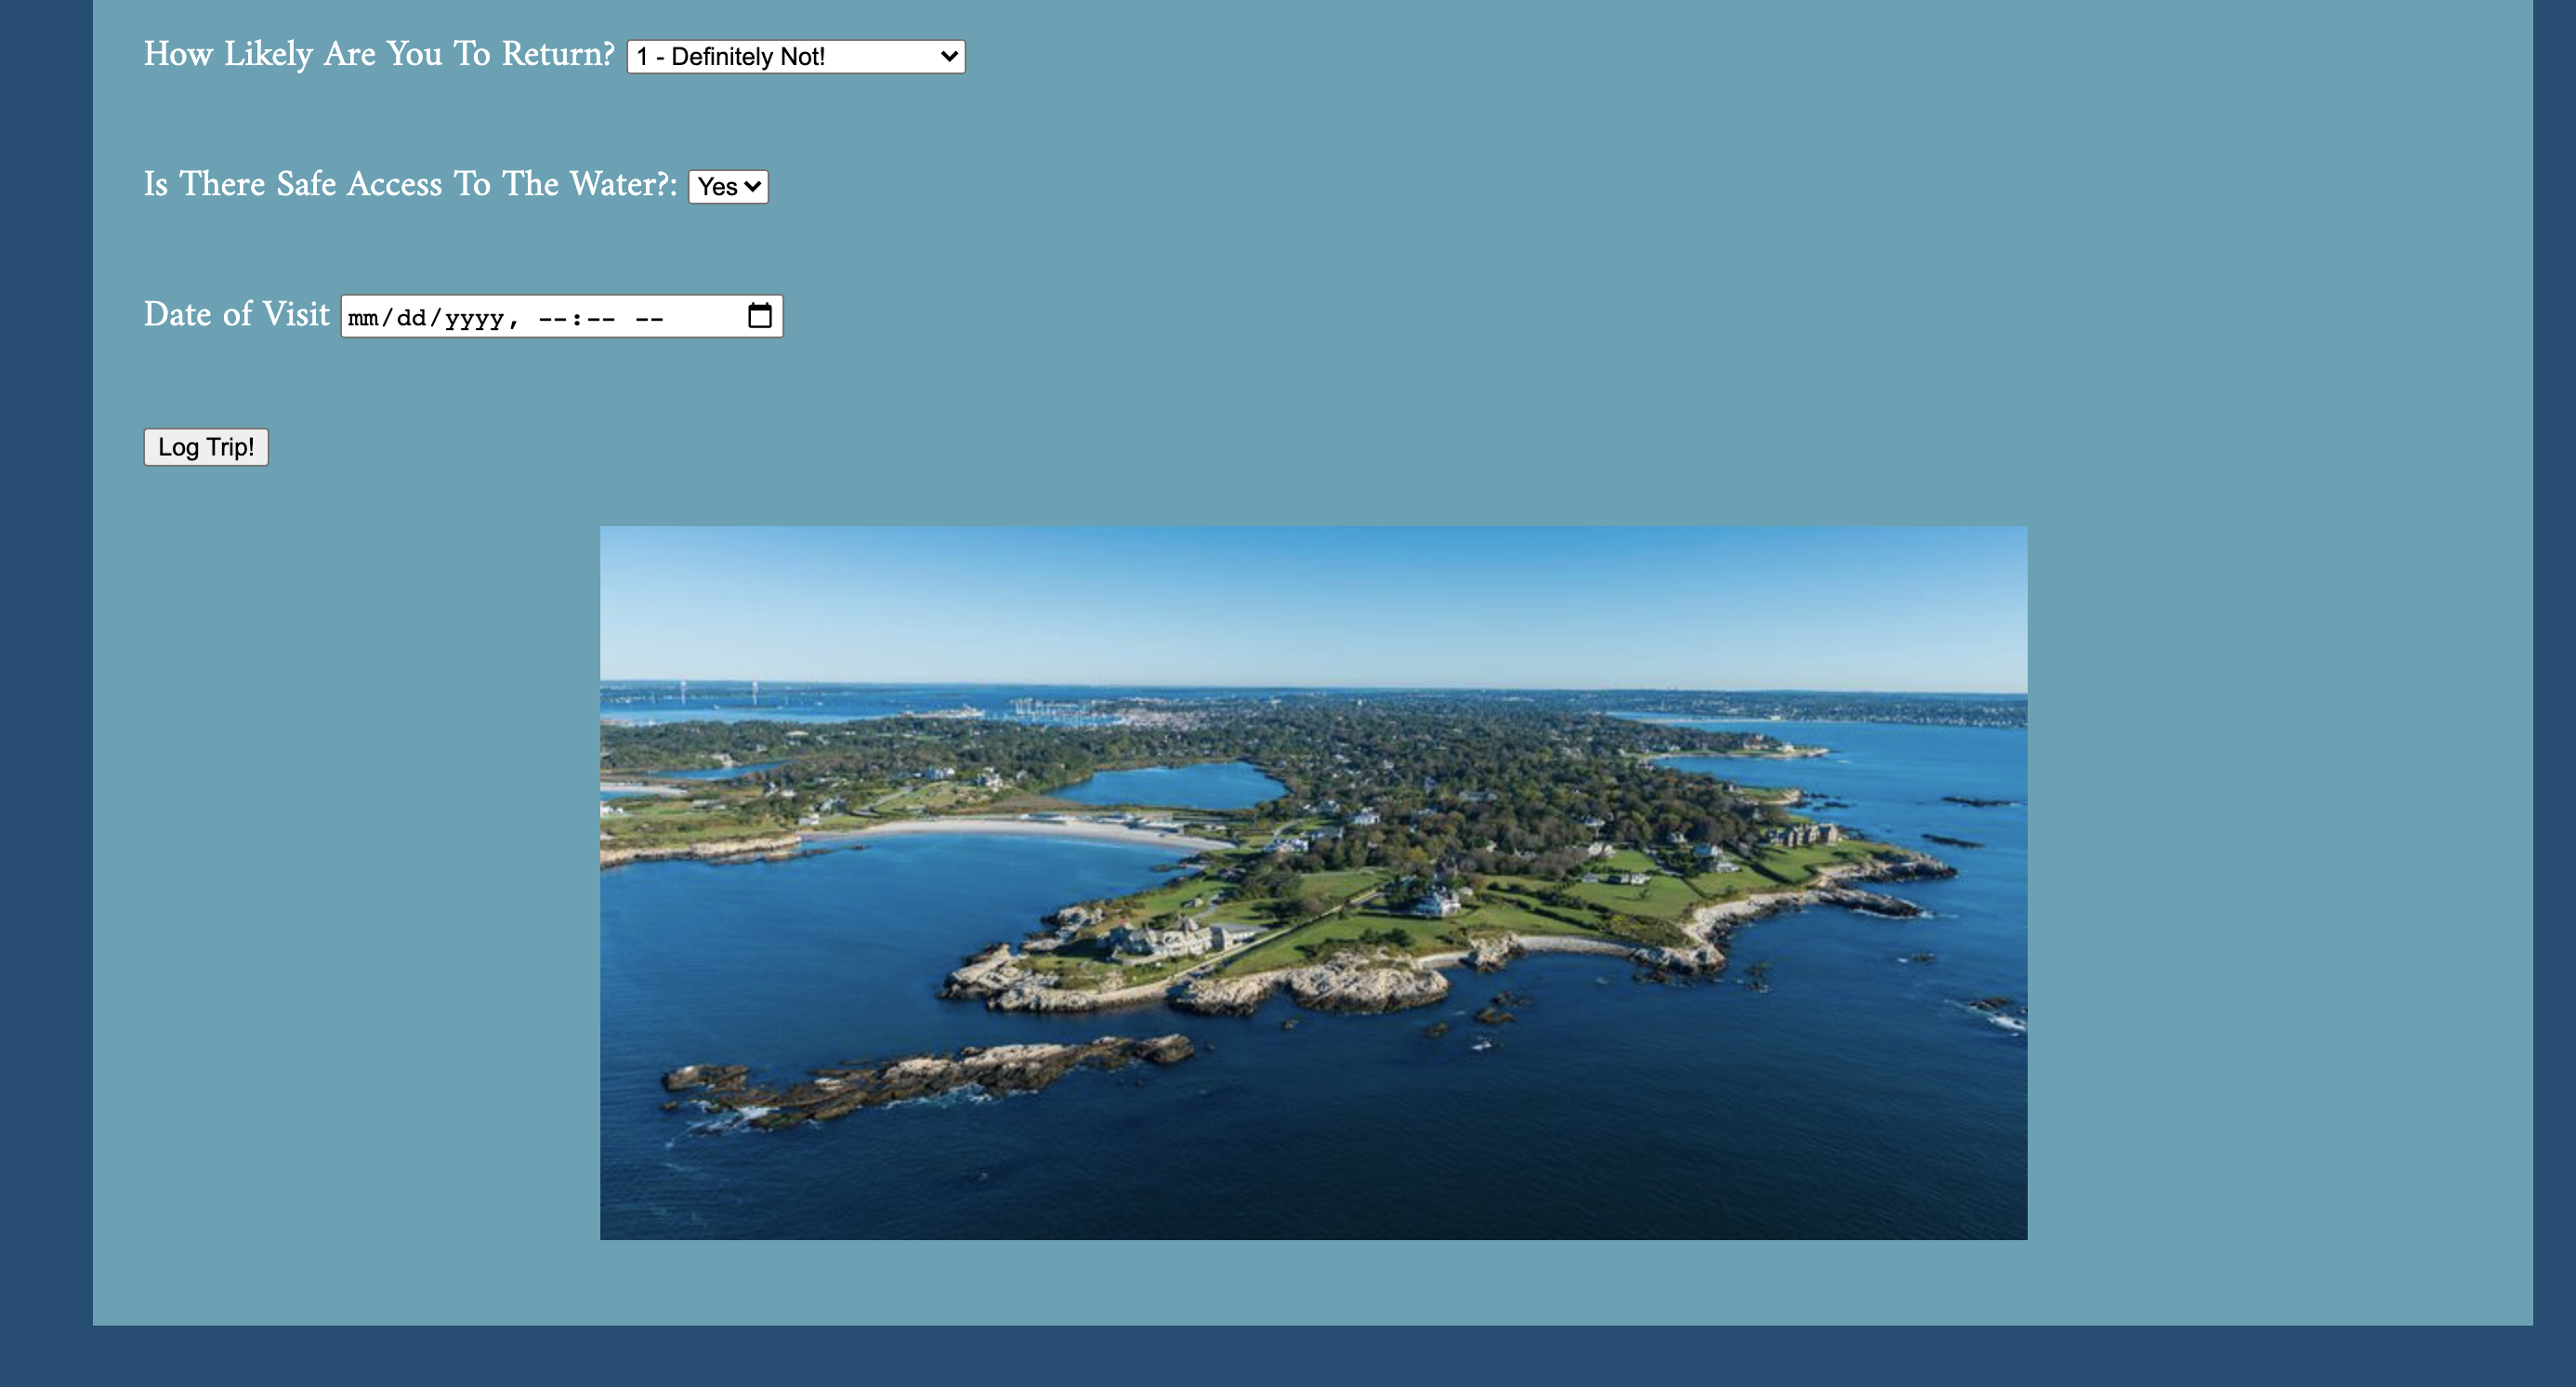 How Likely Are You To Return? 1 - Definitely Not!
Is There Safe Access To The Water?: Yes
Date of Visit mm/dd/yyyy, --:-- --
Log Trip!